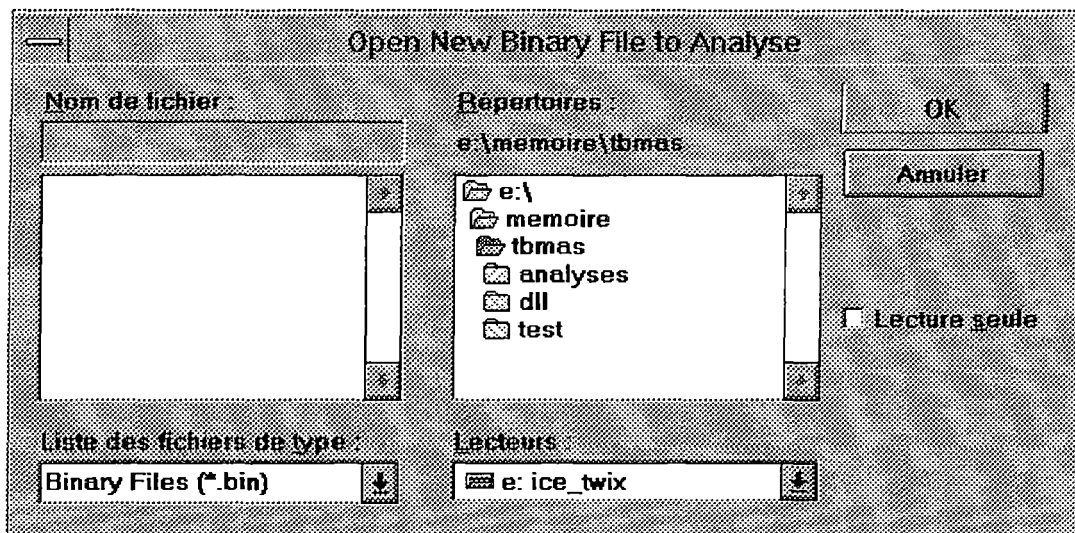 Open New Binary File to Analyse
Nom de fichier :
Répertoires :
OK
e:\memoire\tbmas
Annuler
e:\
memoire
tbmas
analyses
dll
test
Lecture seule
Liste des fichiers de type :
Lecteurs :
Binary Files (*.bin)
e: ice_twix